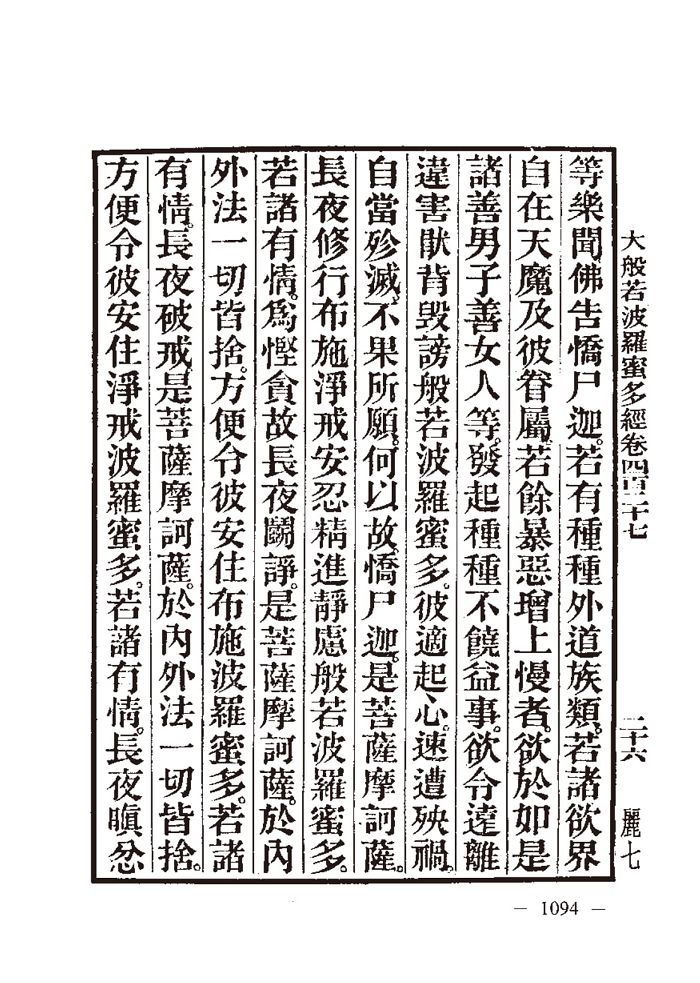 大般若波羅蜜多經卷四百二十七 二十六 麗七
等樂聞佛告憍尸迦。若有種種外道族類。若諸欲界
自在天魔及彼眷屬。若餘暴惡增上慢者。欲於如是
諸善男子善女人等。發起種種不饒益事。欲令遠離
違害猒背毀謗般若波羅蜜多。彼適起心。速遭殃禍。
自當殄滅。不果所願。何以故。憍尸迦。是菩薩摩訶薩。
長夜修行布施淨戒安忍精進靜慮般若波羅蜜多。
若諸有情。爲慳貪故長夜鬬諍。是菩薩摩訶薩。於內
外法一切皆捨。方便令彼安住布施波羅蜜多。若諸
有情。長夜破戒。是菩薩摩訶薩。於內外法一切皆捨。
方便令彼安住淨戒波羅蜜多。若諸有情。長夜瞋忿
— 1094 —